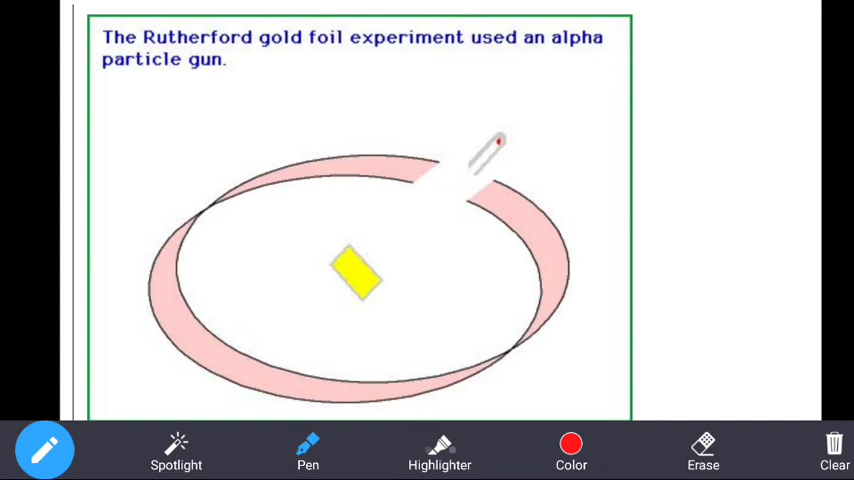 The Rutherford gold foil experiment used an alpha
particle gun.
Spotlight
Pen
Highlighter
Color
Erase
Clear